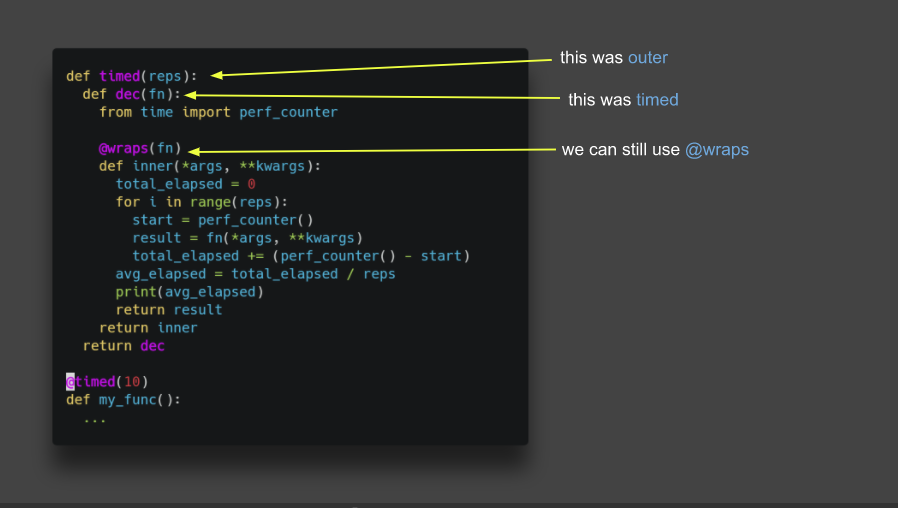 def timed(reps):
  def dec(fn):
    from time import perf_counter

    @wraps(fn)
    def inner(*args, **kwargs):
      total_elapsed = 0
      for i in range(reps):
        start = perf_counter()
        result = fn(*args, **kwargs)
        total_elapsed += (perf_counter() - start)
      avg_elapsed = total_elapsed / reps
      print(avg_elapsed)
      return result
    return inner
  return dec

@timed(10)
def my_func():
  ...
this was outer
this was timed
we can still use @wraps